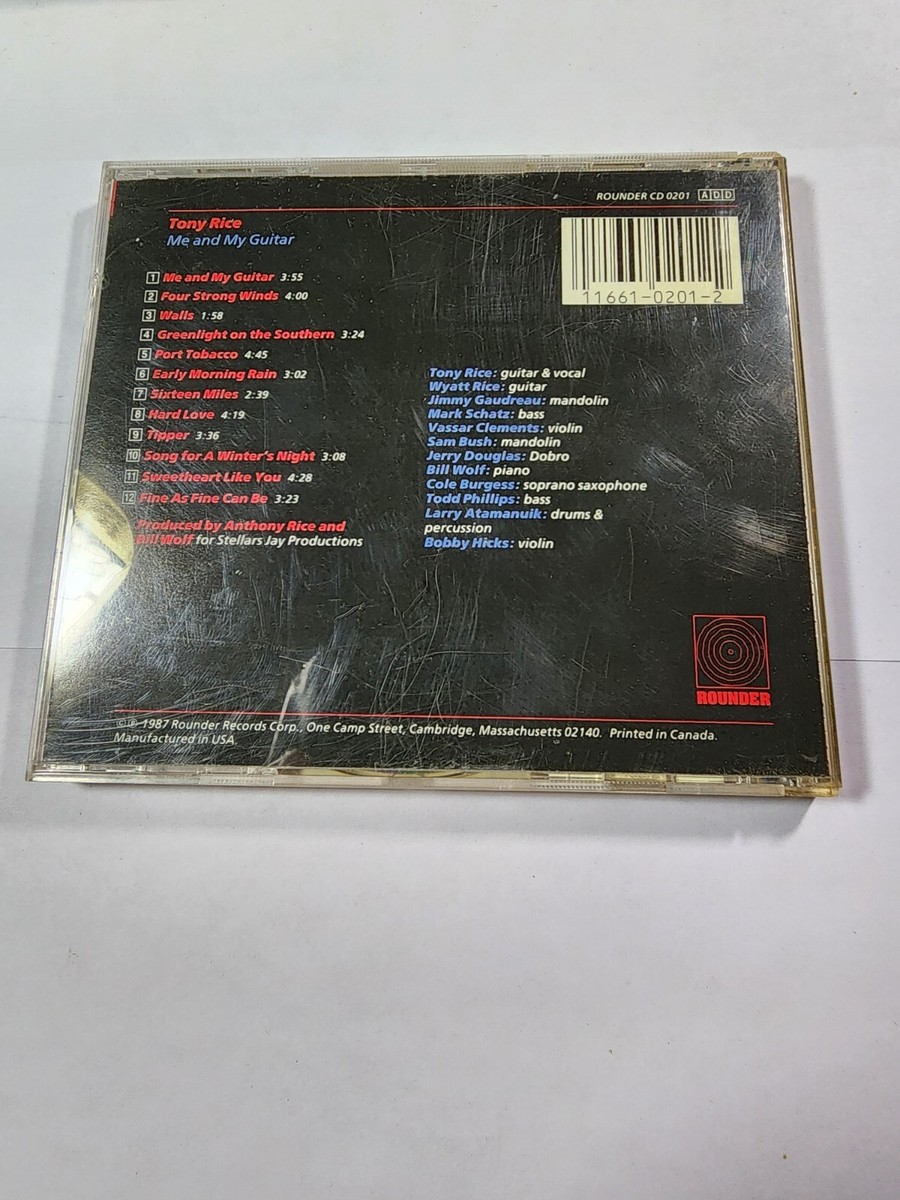 ROUNDER CD 0201 ADD
Tony Rice
Me and My Guitar
11661-0201-2
1 Me and My Guitar 3:55
2 Four Strong Winds 4:00
3 Walls 1:58
4 Greenlight on the Southern 3:24
5 Port Tobacco 4:45
6 Early Morning Rain 3:02
7 Sixteen Miles 2:39
8 Hard Love 4:19
9 Tipper 3:36
10 Song for A Winter's Night 3:08
11 Sweetheart Like You 4:28
12 Fine As Fine Can Be 3:23
Produced by Anthony Rice and
Bill Wolf for Stellars Jay Productions
Tony Rice: guitar & vocal
Wyatt Rice: guitar
Jimmy Gaudreau: mandolin
Mark Schatz: bass
Vassar Clements: violin
Sam Bush: mandolin
Jerry Douglas: Dobro
Bill Wolf: piano
Cole Burgess: soprano saxophone
Todd Phillips: bass
Larry Atamanuik: drums &
percussion
Bobby Hicks: violin
ROUNDER
© ℗ 1987 Rounder Records Corp., One Camp Street, Cambridge, Massachusetts 02140. Printed in Canada.
Manufactured in USA